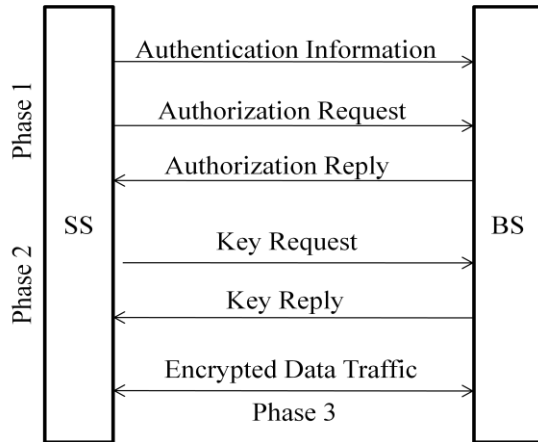 Authentication Information
Phase 1
Authorization Request
Authorization Reply
SS
BS
Phase 2
Key Request
Key Reply
Encrypted Data Traffic
Phase 3